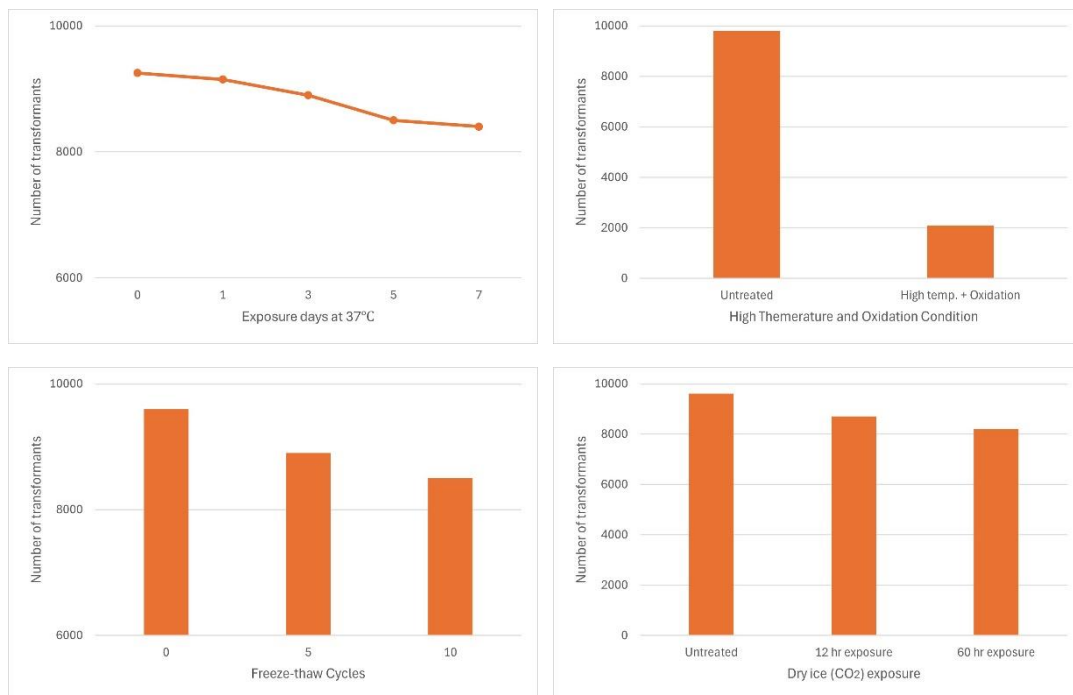 10000
8000
6000
Number of transformants
0 1 3 5 7
Exposure days at 37℃
10000
8000
6000
4000
2000
0
Number of transformants
Untreated High temp. + Oxidation
High Themerature and Oxidation Condition
10000
8000
6000
Number of transformants
0 5 10
Freeze-thaw Cycles
10000
8000
6000
4000
2000
0
Number of transformants
Untreated 12 hr exposure 60 hr exposure
Dry ice (CO2) exposure